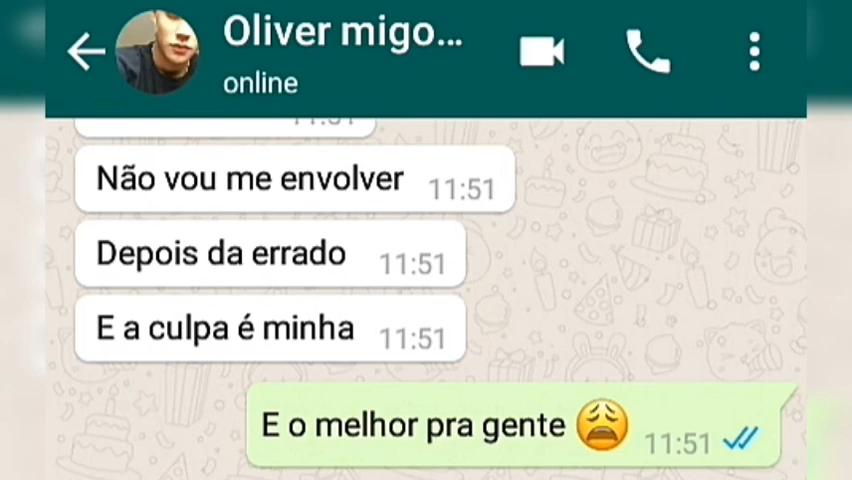 Oliver migo...
online
Não vou me envolver 11:51
Depois da errado 11:51
E a culpa é minha 11:51
E o melhor pra gente 😩 11:51